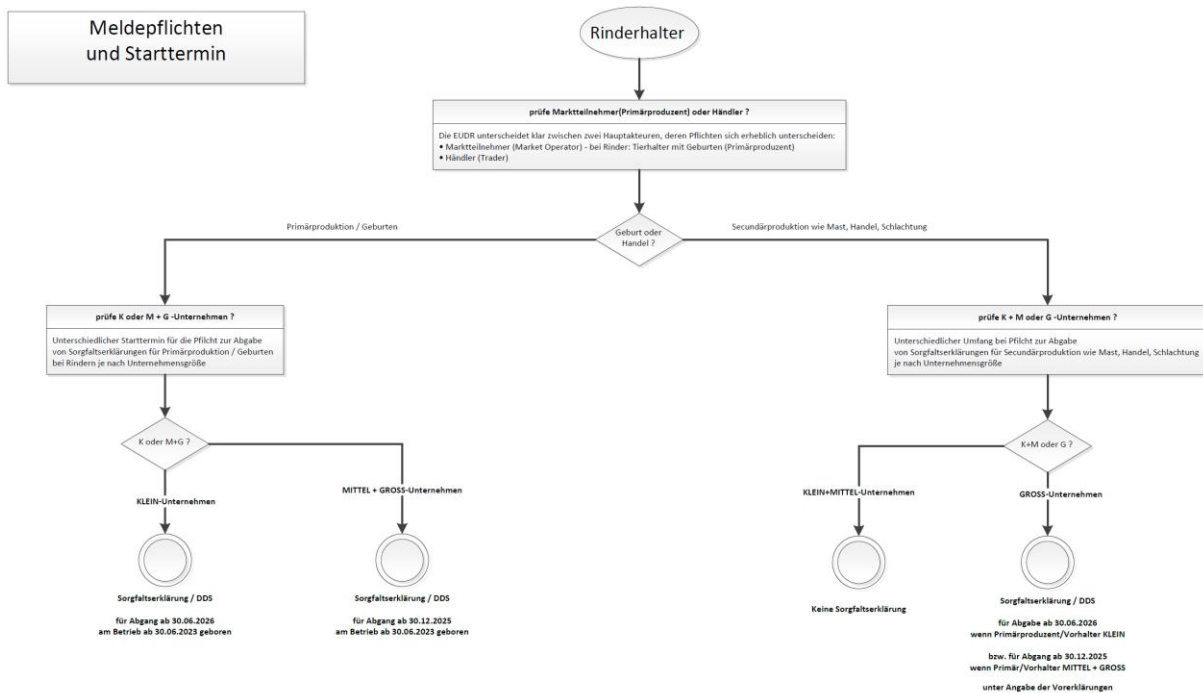 Meldepflichten
und Starttermin
Rinderhalter
prüfe Marktteilnehmer(Primärproduzent) oder Händler ?
Die EUDR unterscheidet klar zwischen zwei Hauptakteuren, deren Pflichten sich erheblich unterscheiden:
• Marktteilnehmer (Market Operator) - bei Rinder: Tierhalter mit Geburten (Primärproduzent)
• Händler (Trader)
Geburt oder
Handel ?
Primärproduktion / Geburten
Secundärproduktion wie Mast, Handel, Schlachtung
prüfe K oder M + G -Unternehmen ?
Unterschiedlicher Starttermin für die Pfilcht zur Abgabe
von Sorgfaltserklärungen für Primärproduktion / Geburten
bei Rindern je nach Unternehmensgröße
K oder M+G ?
KLEIN-Unternehmen
MITTEL + GROSS-Unternehmen
Sorgfaltserklärung / DDS
für Abgang ab 30.06.2026
am Betrieb ab 30.06.2023 geboren
Sorgfaltserklärung / DDS
für Abgang ab 30.12.2025
am Betrieb ab 30.06.2023 geboren
prüfe K + M oder G -Unternehmen ?
Unterschiedlicher Umfang bei Pfilcht zur Abgabe
von Sorgfaltserklärungen für Secundärproduktion wie Mast, Handel, Schlachtung
je nach Unternehmensgröße
K+M oder G ?
KLEIN+MITTEL-Unternehmen
GROSS-Unternehmen
Keine Sorgfaltserklärung
Sorgfaltserklärung / DDS
für Abgabe ab 30.06.2026
wenn Primärproduzent/Vorhalter KLEIN
bzw. für Abgang ab 30.12.2025
wenn Primär/Vorhalter MITTEL + GROSS
unter Angabe der Vorerklärungen